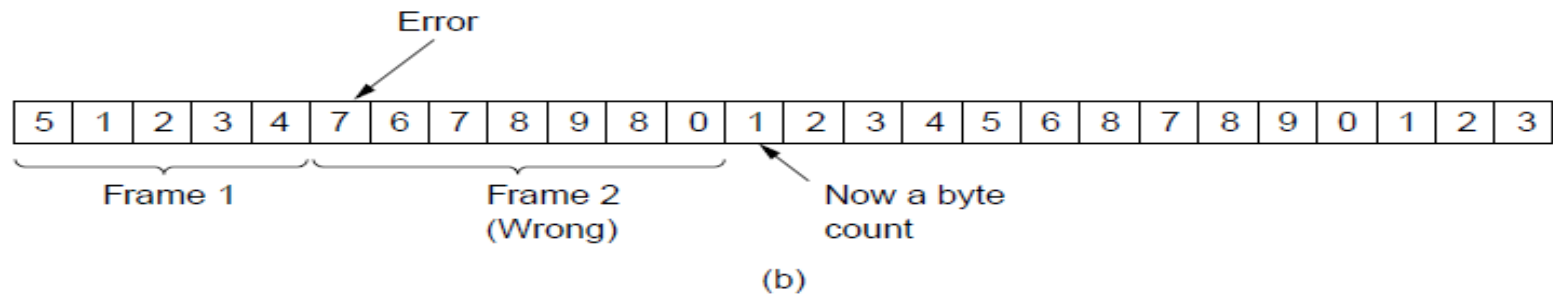 Error
5 1 2 3 4 7 6 7 8 9 8 0 1 2 3 4 5 6 8 7 8 9 0 1 2 3
Frame 1 Frame 2 Now a byte
(Wrong) count
(b)